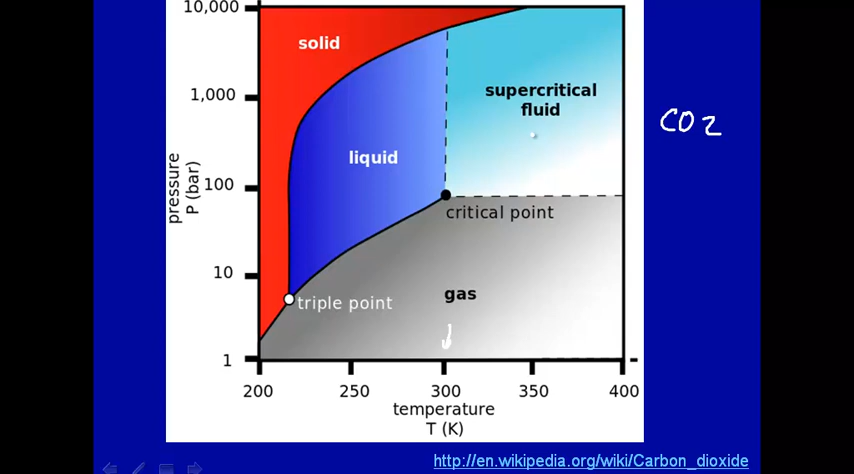 10,000
solid
1,000
supercritical
fluid
CO2
liquid
pressure
P (bar)
100
critical point
10
triple point
gas
1
200
250
300
350
400
temperature
T (K)
http://en.wikipedia.org/wiki/Carbon_dioxide